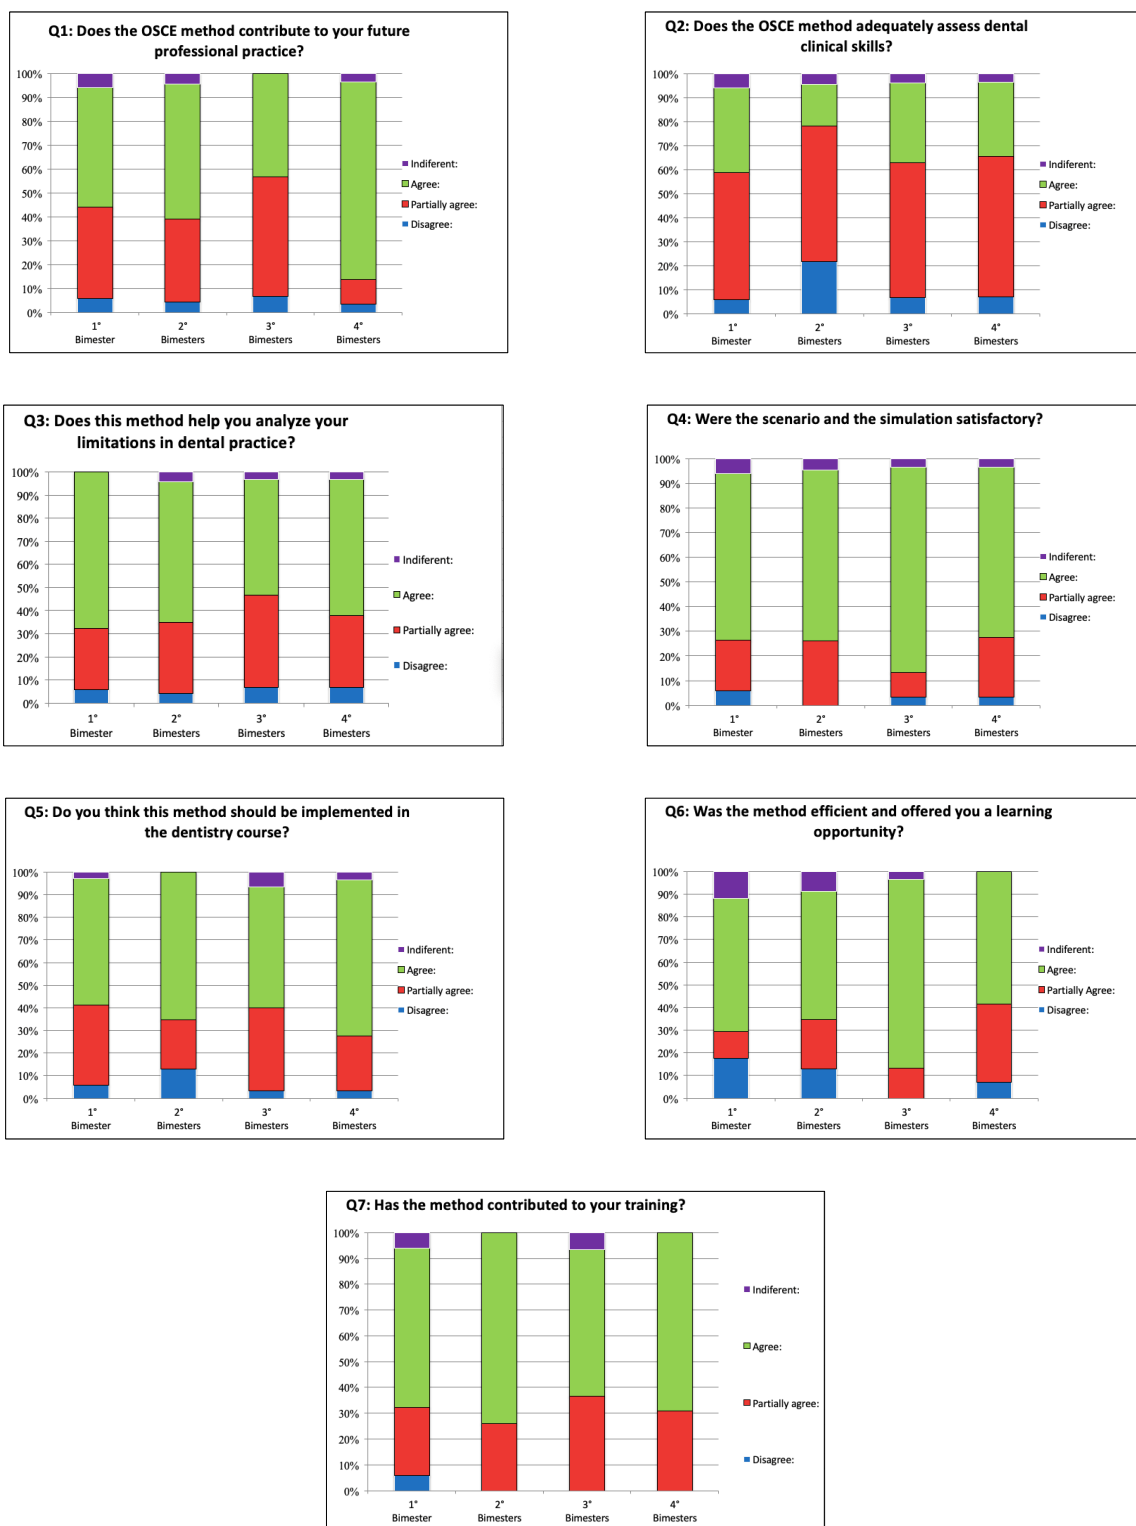 Q1: Does the OSCE method contribute to your future
professional practice?
100%
90%
80%
70%
60%
50%
40%
30%
20%
10%
0%
1°
Bimester
2°
Bimesters
3°
Bimesters
4°
Bimesters
Indiferent:
Agree:
Partially agree:
Disagree:
Q2: Does the OSCE method adequately assess dental
clinical skills?
100%
90%
80%
70%
60%
50%
40%
30%
20%
10%
0%
1°
Bimester
2°
Bimesters
3°
Bimesters
4°
Bimesters
Indiferent:
Agree:
Partially agree:
Disagree:
Q3: Does this method help you analyze your
limitations in dental practice?
100%
90%
80%
70%
60%
50%
40%
30%
20%
10%
0%
1°
Bimester
2°
Bimesters
3°
Bimesters
4°
Bimesters
Indiferent:
Agree:
Partially agree:
Disagree:
Q4: Were the scenario and the simulation satisfactory?
100%
90%
80%
70%
60%
50%
40%
30%
20%
10%
0%
1°
Bimester
2°
Bimesters
3°
Bimesters
4°
Bimesters
Indiferent:
Agree:
Partially agree:
Disagree:
Q5: Do you think this method should be implemented in
the dentistry course?
100%
90%
80%
70%
60%
50%
40%
30%
20%
10%
0%
1°
Bimester
2°
Bimesters
3°
Bimesters
4°
Bimesters
Indiferent:
Agree:
Partially agree:
Disagree:
Q6: Was the method efficient and offered you a learning
opportunity?
100%
90%
80%
70%
60%
50%
40%
30%
20%
10%
0%
1°
Bimester
2°
Bimesters
3°
Bimesters
4°
Bimesters
Indiferent:
Agree:
Partially Agree:
Disagree:
Q7: Has the method contributed to your training?
100%
90%
80%
70%
60%
50%
40%
30%
20%
10%
0%
1°
Bimester
2°
Bimesters
3°
Bimesters
4°
Bimesters
Indiferent:
Agree:
Partially agree:
Disagree: